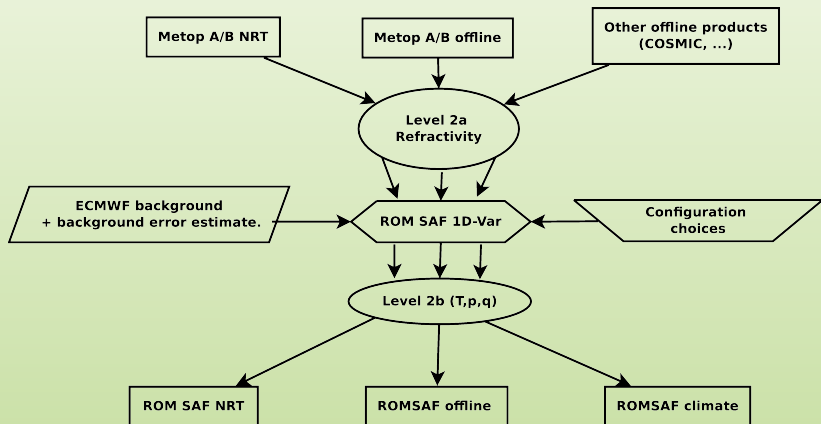 Metop A/B NRT
Metop A/B offline
Other offline products
(COSMIC, ...)
Level 2a
Refractivity
ECMWF background
+ background error estimate.
ROM SAF 1D-Var
Configuration
choices
Level 2b (T,p,q)
ROM SAF NRT
ROMSAF offline
ROMSAF climate